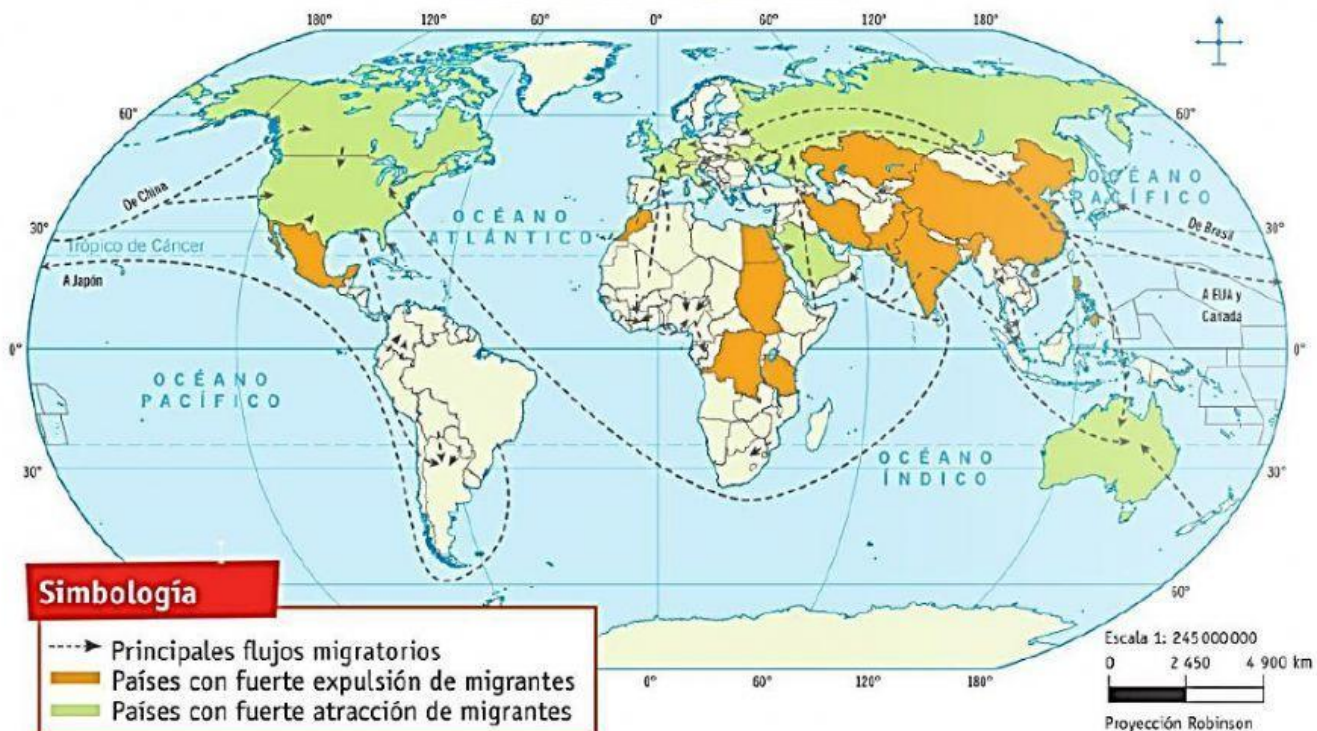 180° 120° 60° 0° 60° 120° 180°
60° 60°
De China
OCÉANO
PACÍFICO
OCÉANO
ATLÁNTICO
30° 30°
De Brasil
Trópico de Cáncer
A Japón
A EUA y
Canadá
0° 0°
OCÉANO
PACÍFICO
OCÉANO
ÍNDICO
30° 30°
60°
Simbología
Principales flujos migratorios
Países con fuerte expulsión de migrantes
Países con fuerte atracción de migrantes
0° 60° 120° 180°
Escala 1: 245 000 000
0 2 450 4 900 km
Proyección Robinson